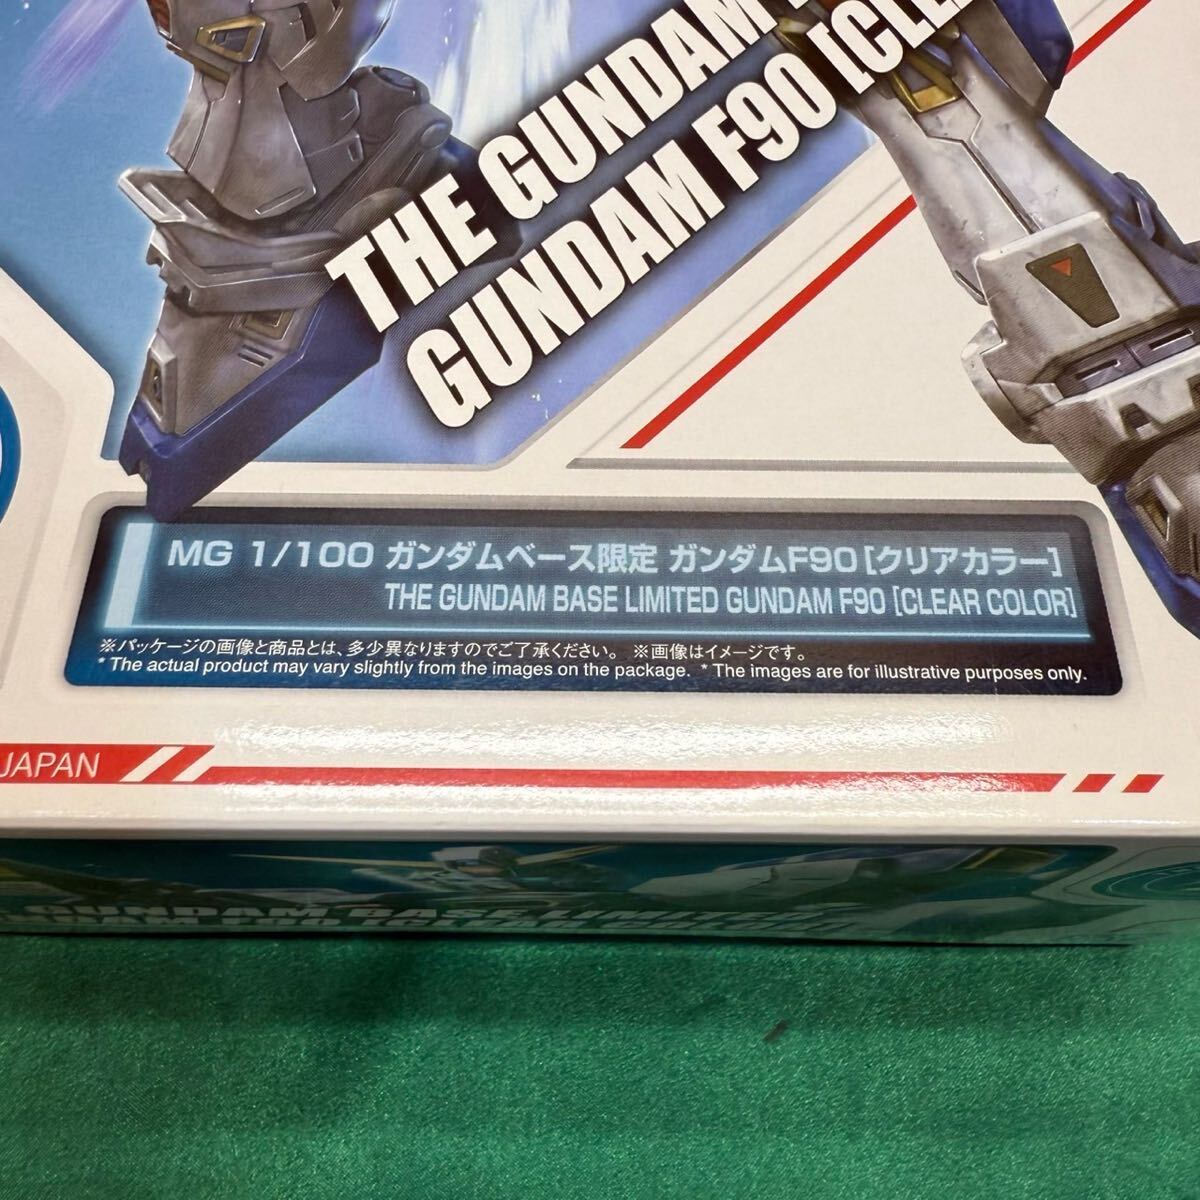 THE GUNDAM
GUNDAM F90 [CLEA
MG 1/100 ガンダムベース限定 ガンダムF90[クリアカラー]
THE GUNDAM BASE LIMITED GUNDAM F90 [CLEAR COLOR]
※パッケージの画像と商品とは、多少異なりますのでご了承ください。 ※画像はイメージです。
* The actual product may vary slightly from the images on the package. * The images are for illustrative purposes only.
JAPAN
GUNDAM BASE LIMITED